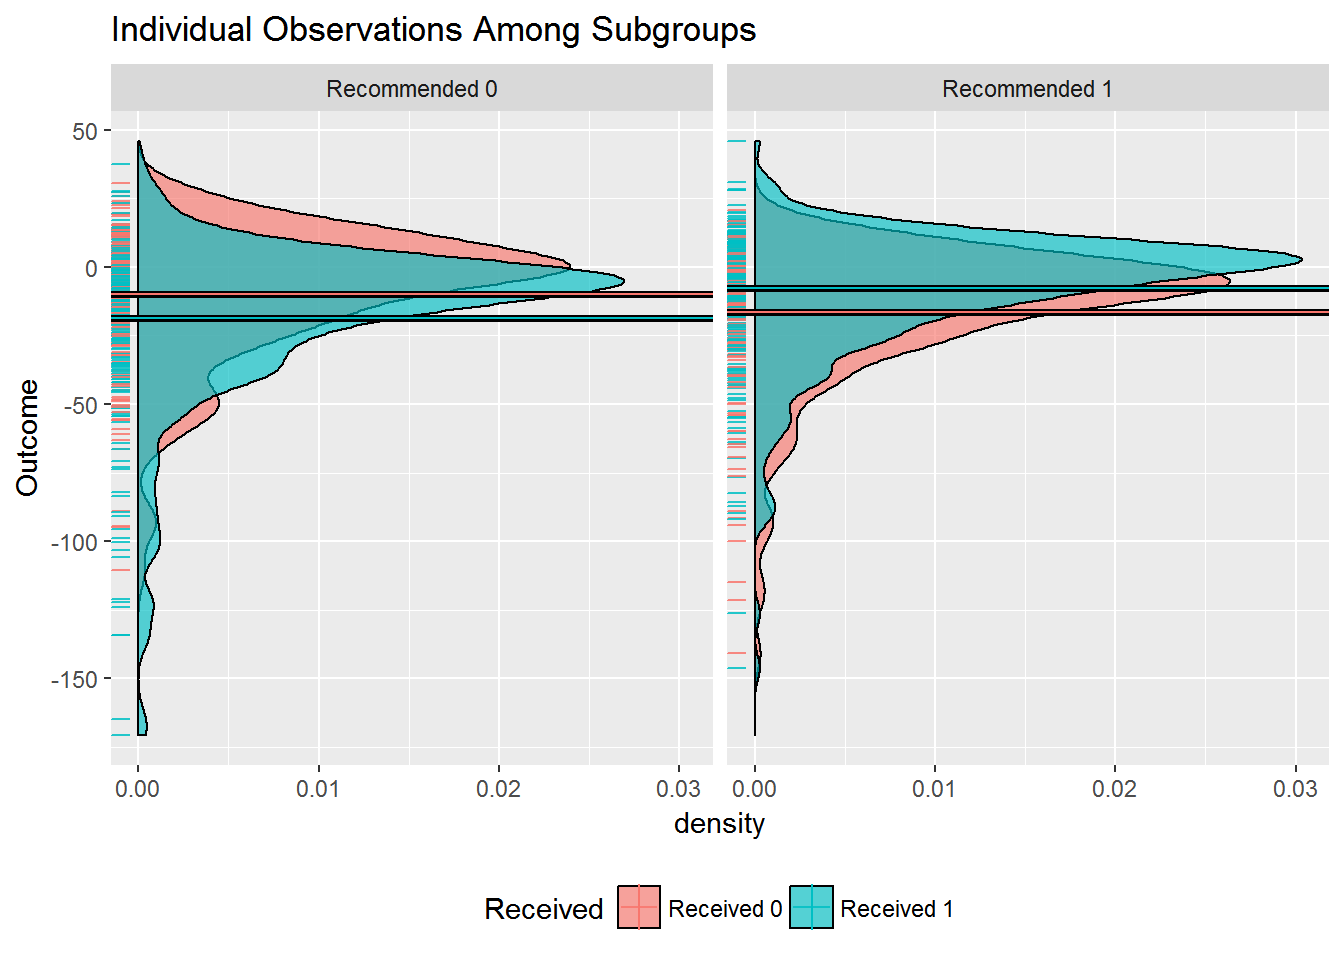 Individual Observations Among Subgroups
Recommended 0
Recommended 1
Outcome
50
0
-50
-100
-150
0.00
0.01
0.02
0.03
0.00
0.01
0.02
0.03
density
Received
Received 0
Received 1